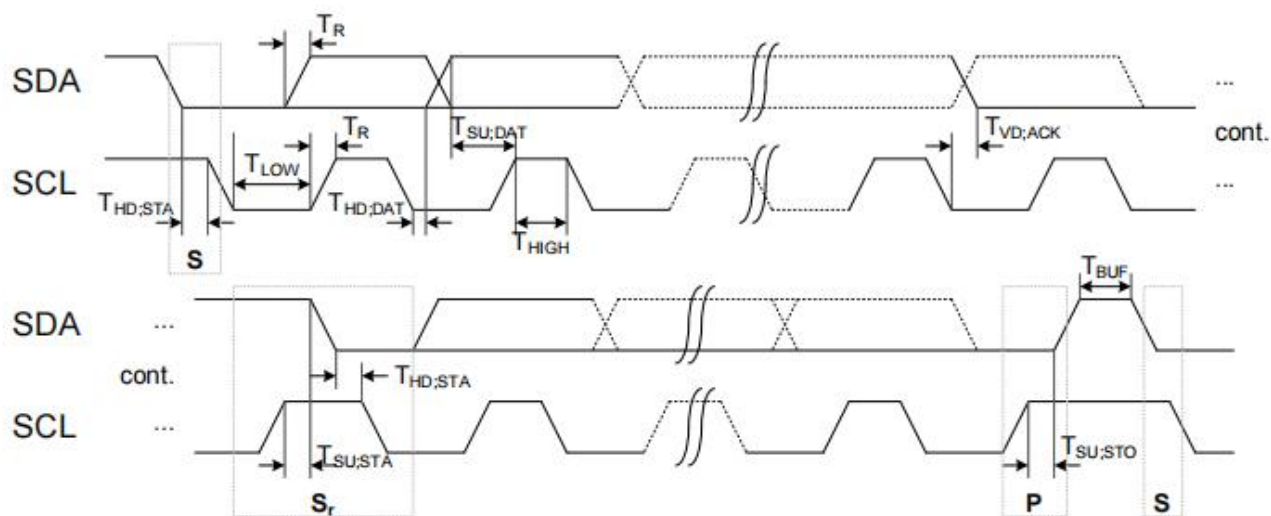 T_R
SDA ...
T_R T_SU;DAT T_VD;ACK cont.
T_LOW
SCL ...
T_HD;STA T_HD;DAT
T_HIGH
S
T_BUF
SDA ...
cont. T_HD;STA
SCL ...
T_SU;STA T_SU;STO
S_r P S